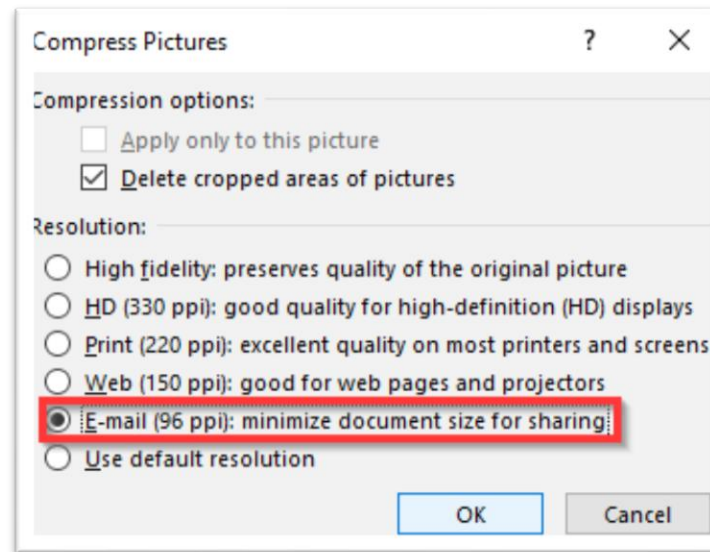 Compress Pictures ? ×
Compression options:
Apply only to this picture
Delete cropped areas of pictures
Resolution:
High fidelity: preserves quality of the original picture
HD (330 ppi): good quality for high-definition (HD) displays
Print (220 ppi): excellent quality on most printers and screens
Web (150 ppi): good for web pages and projectors
E-mail (96 ppi): minimize document size for sharing
Use default resolution
OK Cancel